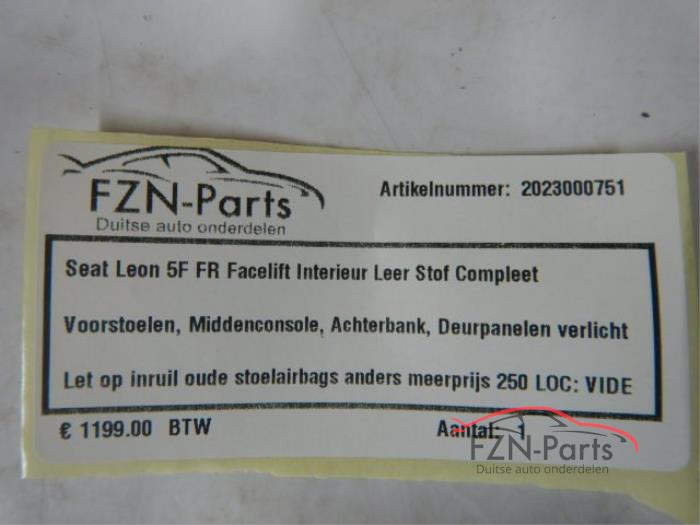 FZN-Parts
Duitse auto onderdelen
Artikelnummer: 2023000751
Seat Leon 5F FR Facelift Interieur Leer Stof Compleet
Voorstoelen, Middenconsole, Achterbank, Deurpanelen verlicht
Let op inruil oude stoelairbags anders meerprijs 250 LOC: VIDE
€ 1199.00 BTW
Aantal: 1
FZN-Parts
Duitse auto onderdelen